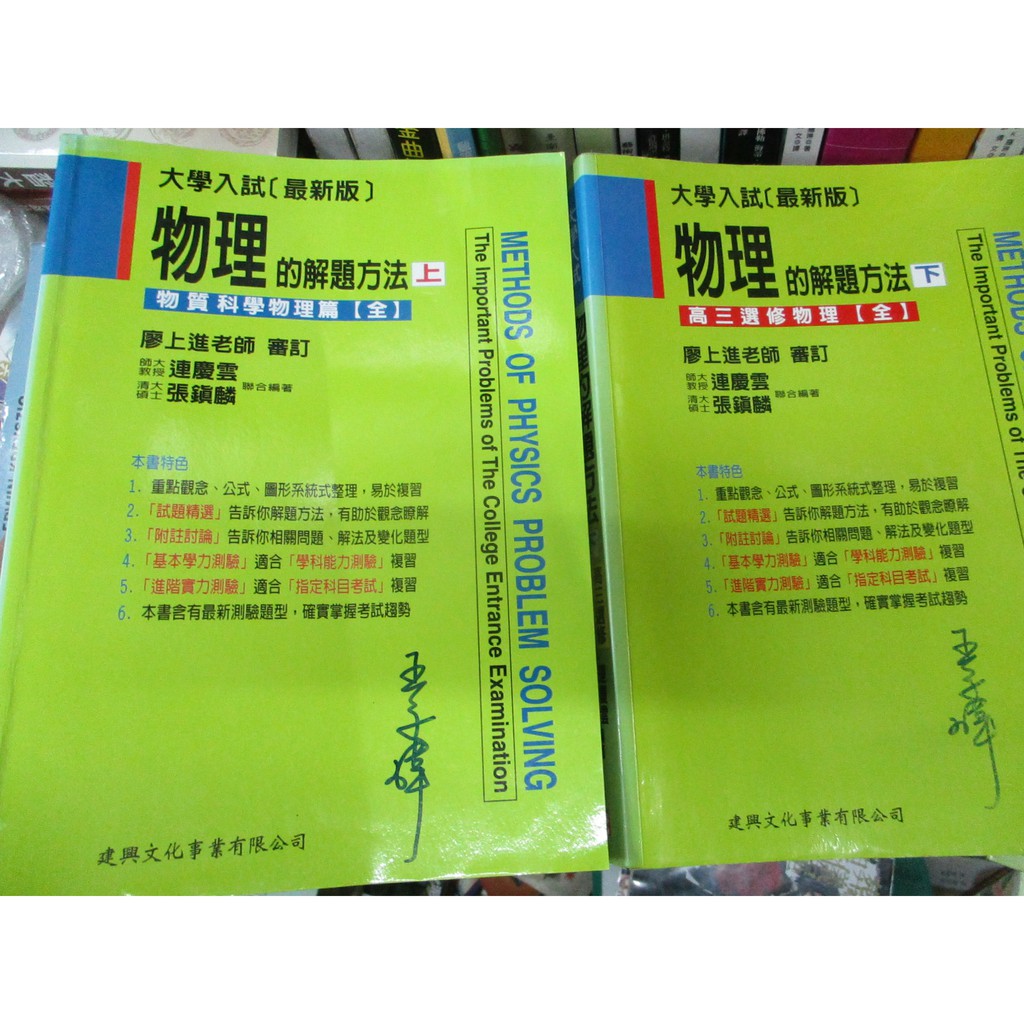 大學入試〔最新版〕
物理的解題方法 上
物質科學物理篇【全】
廖上進老師 審訂
師大教授 連慶雲
清大碩士 張鎭麟 聯合編著
本書特色
1. 重點觀念、公式、圖形系統式整理，易於複習
2.「試題精選」告訴你解題方法，有助於觀念瞭解
3.「附註討論」告訴你相關問題、解法及變化題型
4.「基本學力測驗」適合「學科能力測驗」複習
5.「進階實力測驗」適合「指定科目考試」複習
6. 本書含有最新測驗題型，確實掌握考試趨勢
建興文化事業有限公司
METHODS OF PHYSICS PROBLEM SOLVING
The Important Problems of The College Entrance Examination
大學入試〔最新版〕
物理的解題方法 下
高三選修物理【全】
廖上進老師 審訂
師大教授 連慶雲
清大碩士 張鎭麟 聯合編著
本書特色
1. 重點觀念、公式、圖形系統式整理，易於複習
2.「試題精選」告訴你解題方法，有助於觀念瞭解
3.「附註討論」告訴你相關問題、解法及變化題型
4.「基本學力測驗」適合「學科能力測驗」複習
5.「進階實力測驗」適合「指定科目考試」複習
6. 本書含有最新測驗題型，確實掌握考試趨勢
建興文化事業有限公司
METHODS OF
The Important Problems of The
金曲